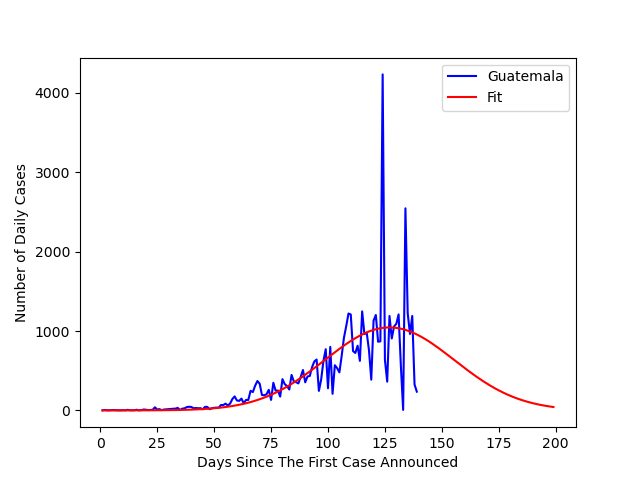 Guatemala
Fit
4000
3000
2000
1000
0
Number of Daily Cases
0 25 50 75 100 125 150 175 200
Days Since The First Case Announced